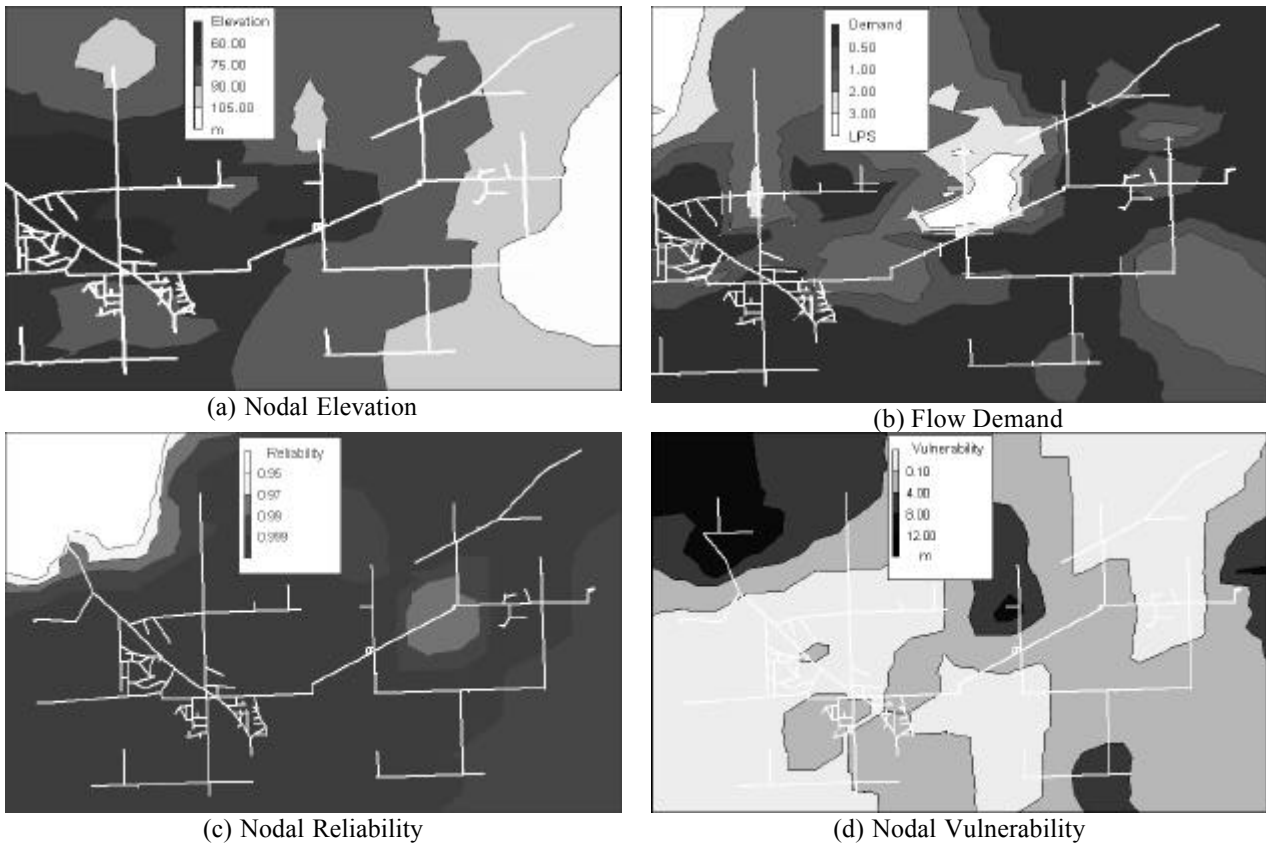 Elevation
60.00
75.00
90.00
105.00
m
(a) Nodal Elevation
Demand
0.50
1.00
2.00
3.00
LPS
(b) Flow Demand
Reliability
0.95
0.97
0.99
0.999
(c) Nodal Reliability
Vulnerability
0.10
4.00
8.00
12.00
m
(d) Nodal Vulnerability